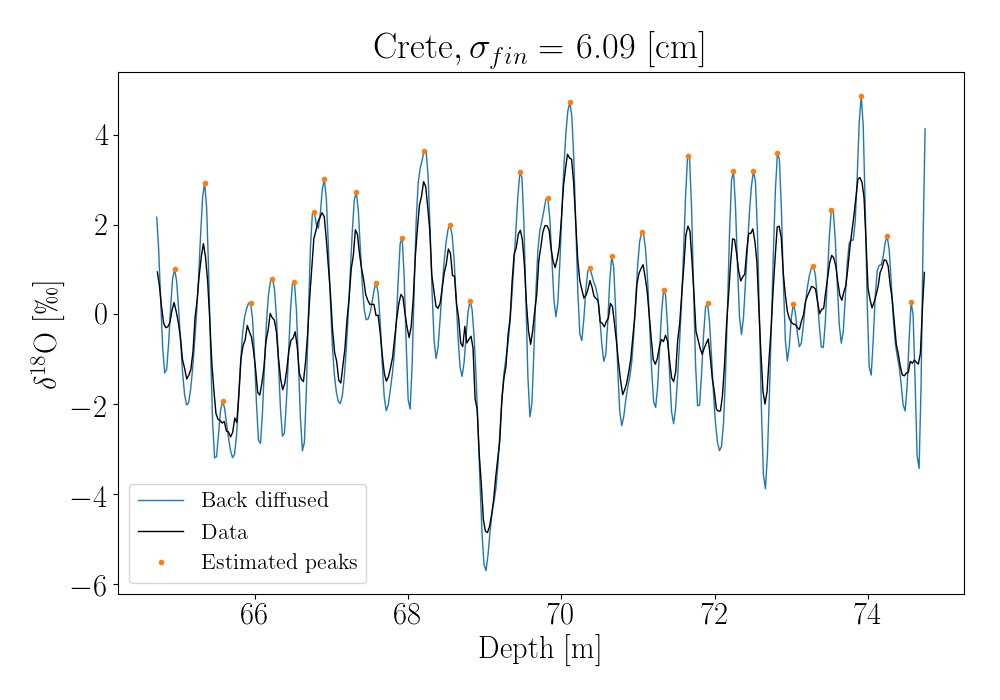 Crete, σ_fin = 6.09 [cm]
4
2
0
−2
−4
−6
δ¹⁸O [‰]
Back diffused
Data
Estimated peaks
66 68 70 72 74
Depth [m]